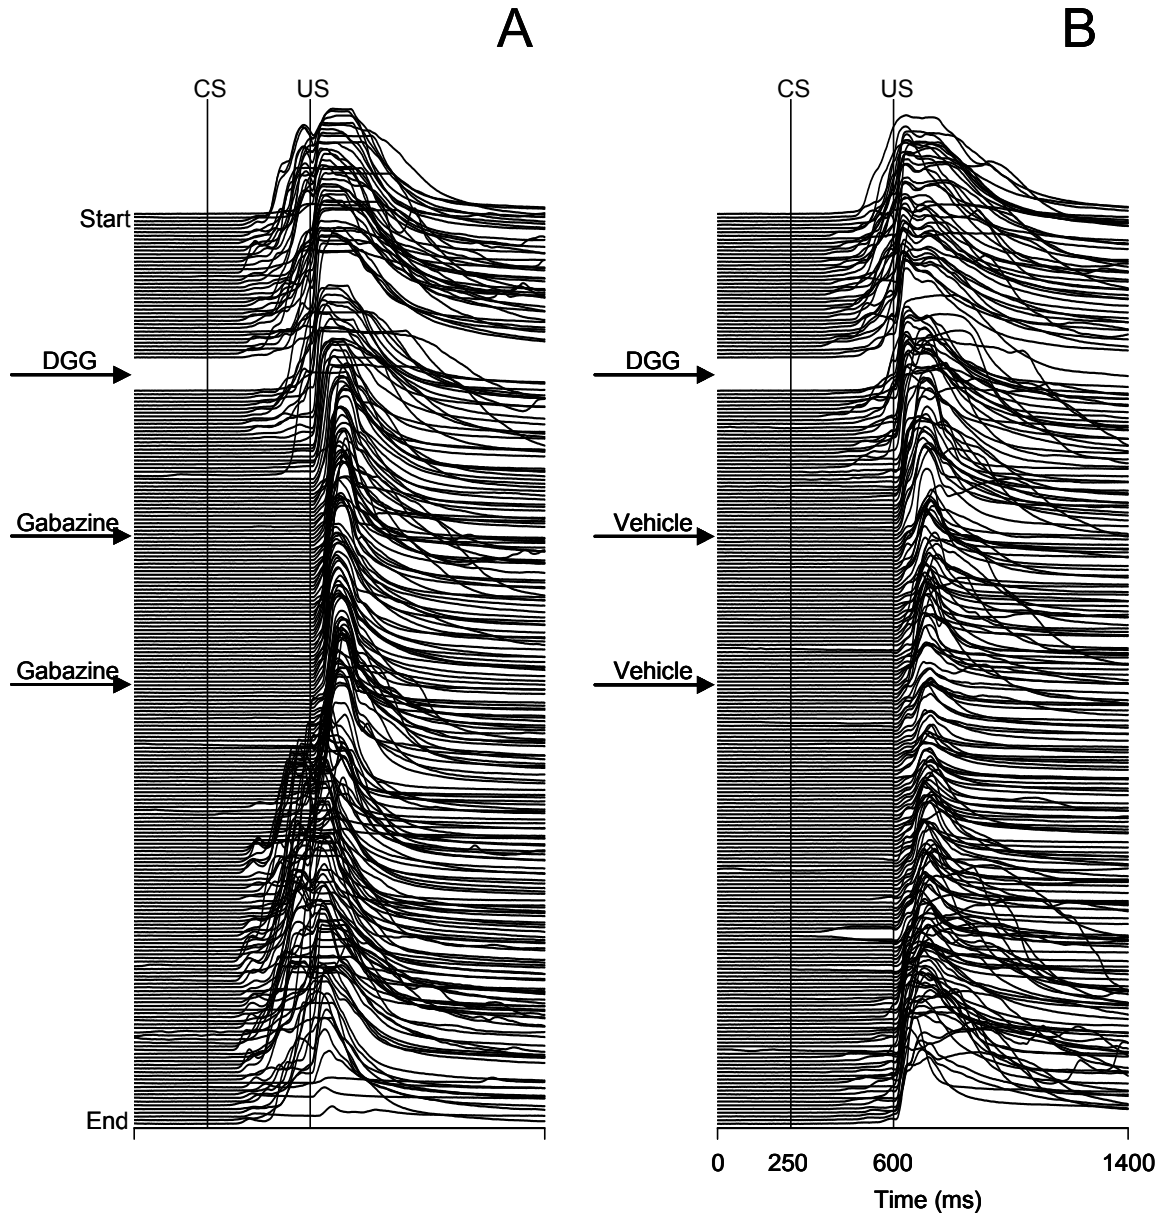 A
B
CS US
CS US
Start
DGG
DGG
Gabazine
Vehicle
Gabazine
Vehicle
End
0 250 600 1400
Time (ms)